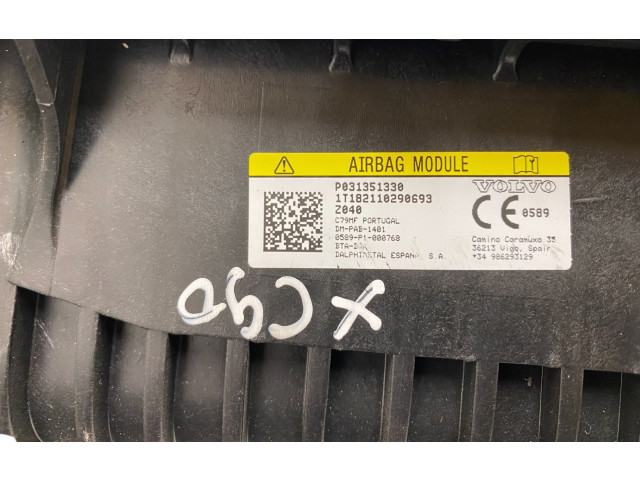 AIRBAG MODULE
P031351330
1T182110290693
Z040
C79MF PORTUGAL
DM-PAB-1401
0589-P1-000768
DALPHIMETAL ESPANA, S.A.
VOLVO
CE 0589
Camino Caramuxo 35
36213 Vigo, Spain
+34 986293129
XC90